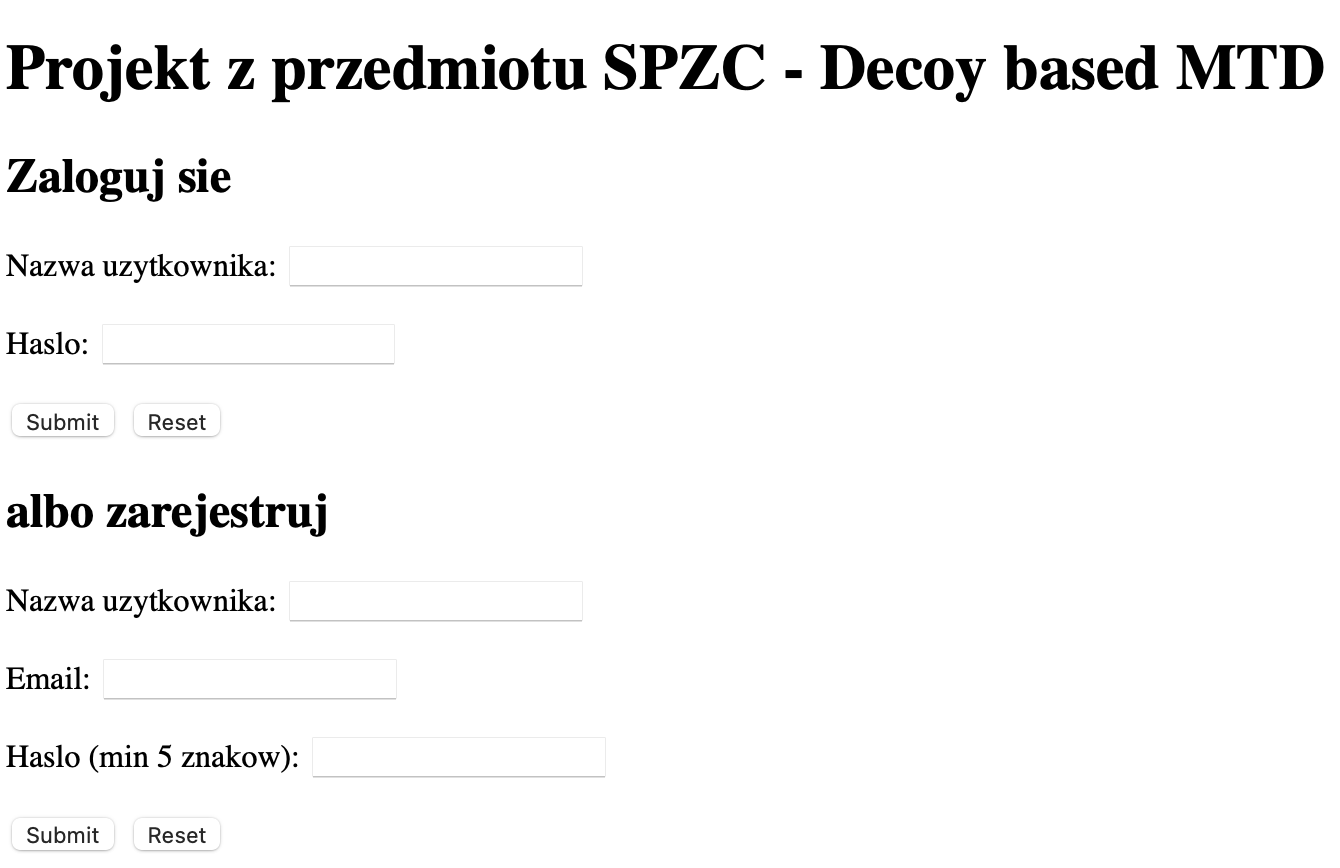 Projekt z przedmiotu SPZC - Decoy based MTD
Zaloguj sie
Nazwa uzytkownika:
Haslo:
Submit Reset
albo zarejestruj
Nazwa uzytkownika:
Email:
Haslo (min 5 znakow):
Submit Reset